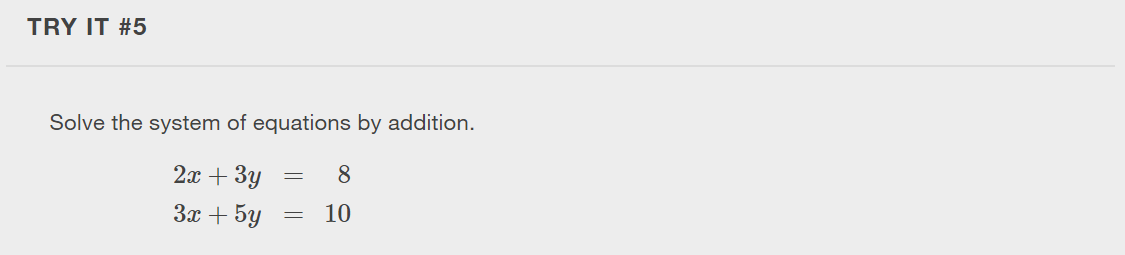 TRY IT #5
Solve the system of equations by addition.
2x + 3y = 8
3x + 5y = 10